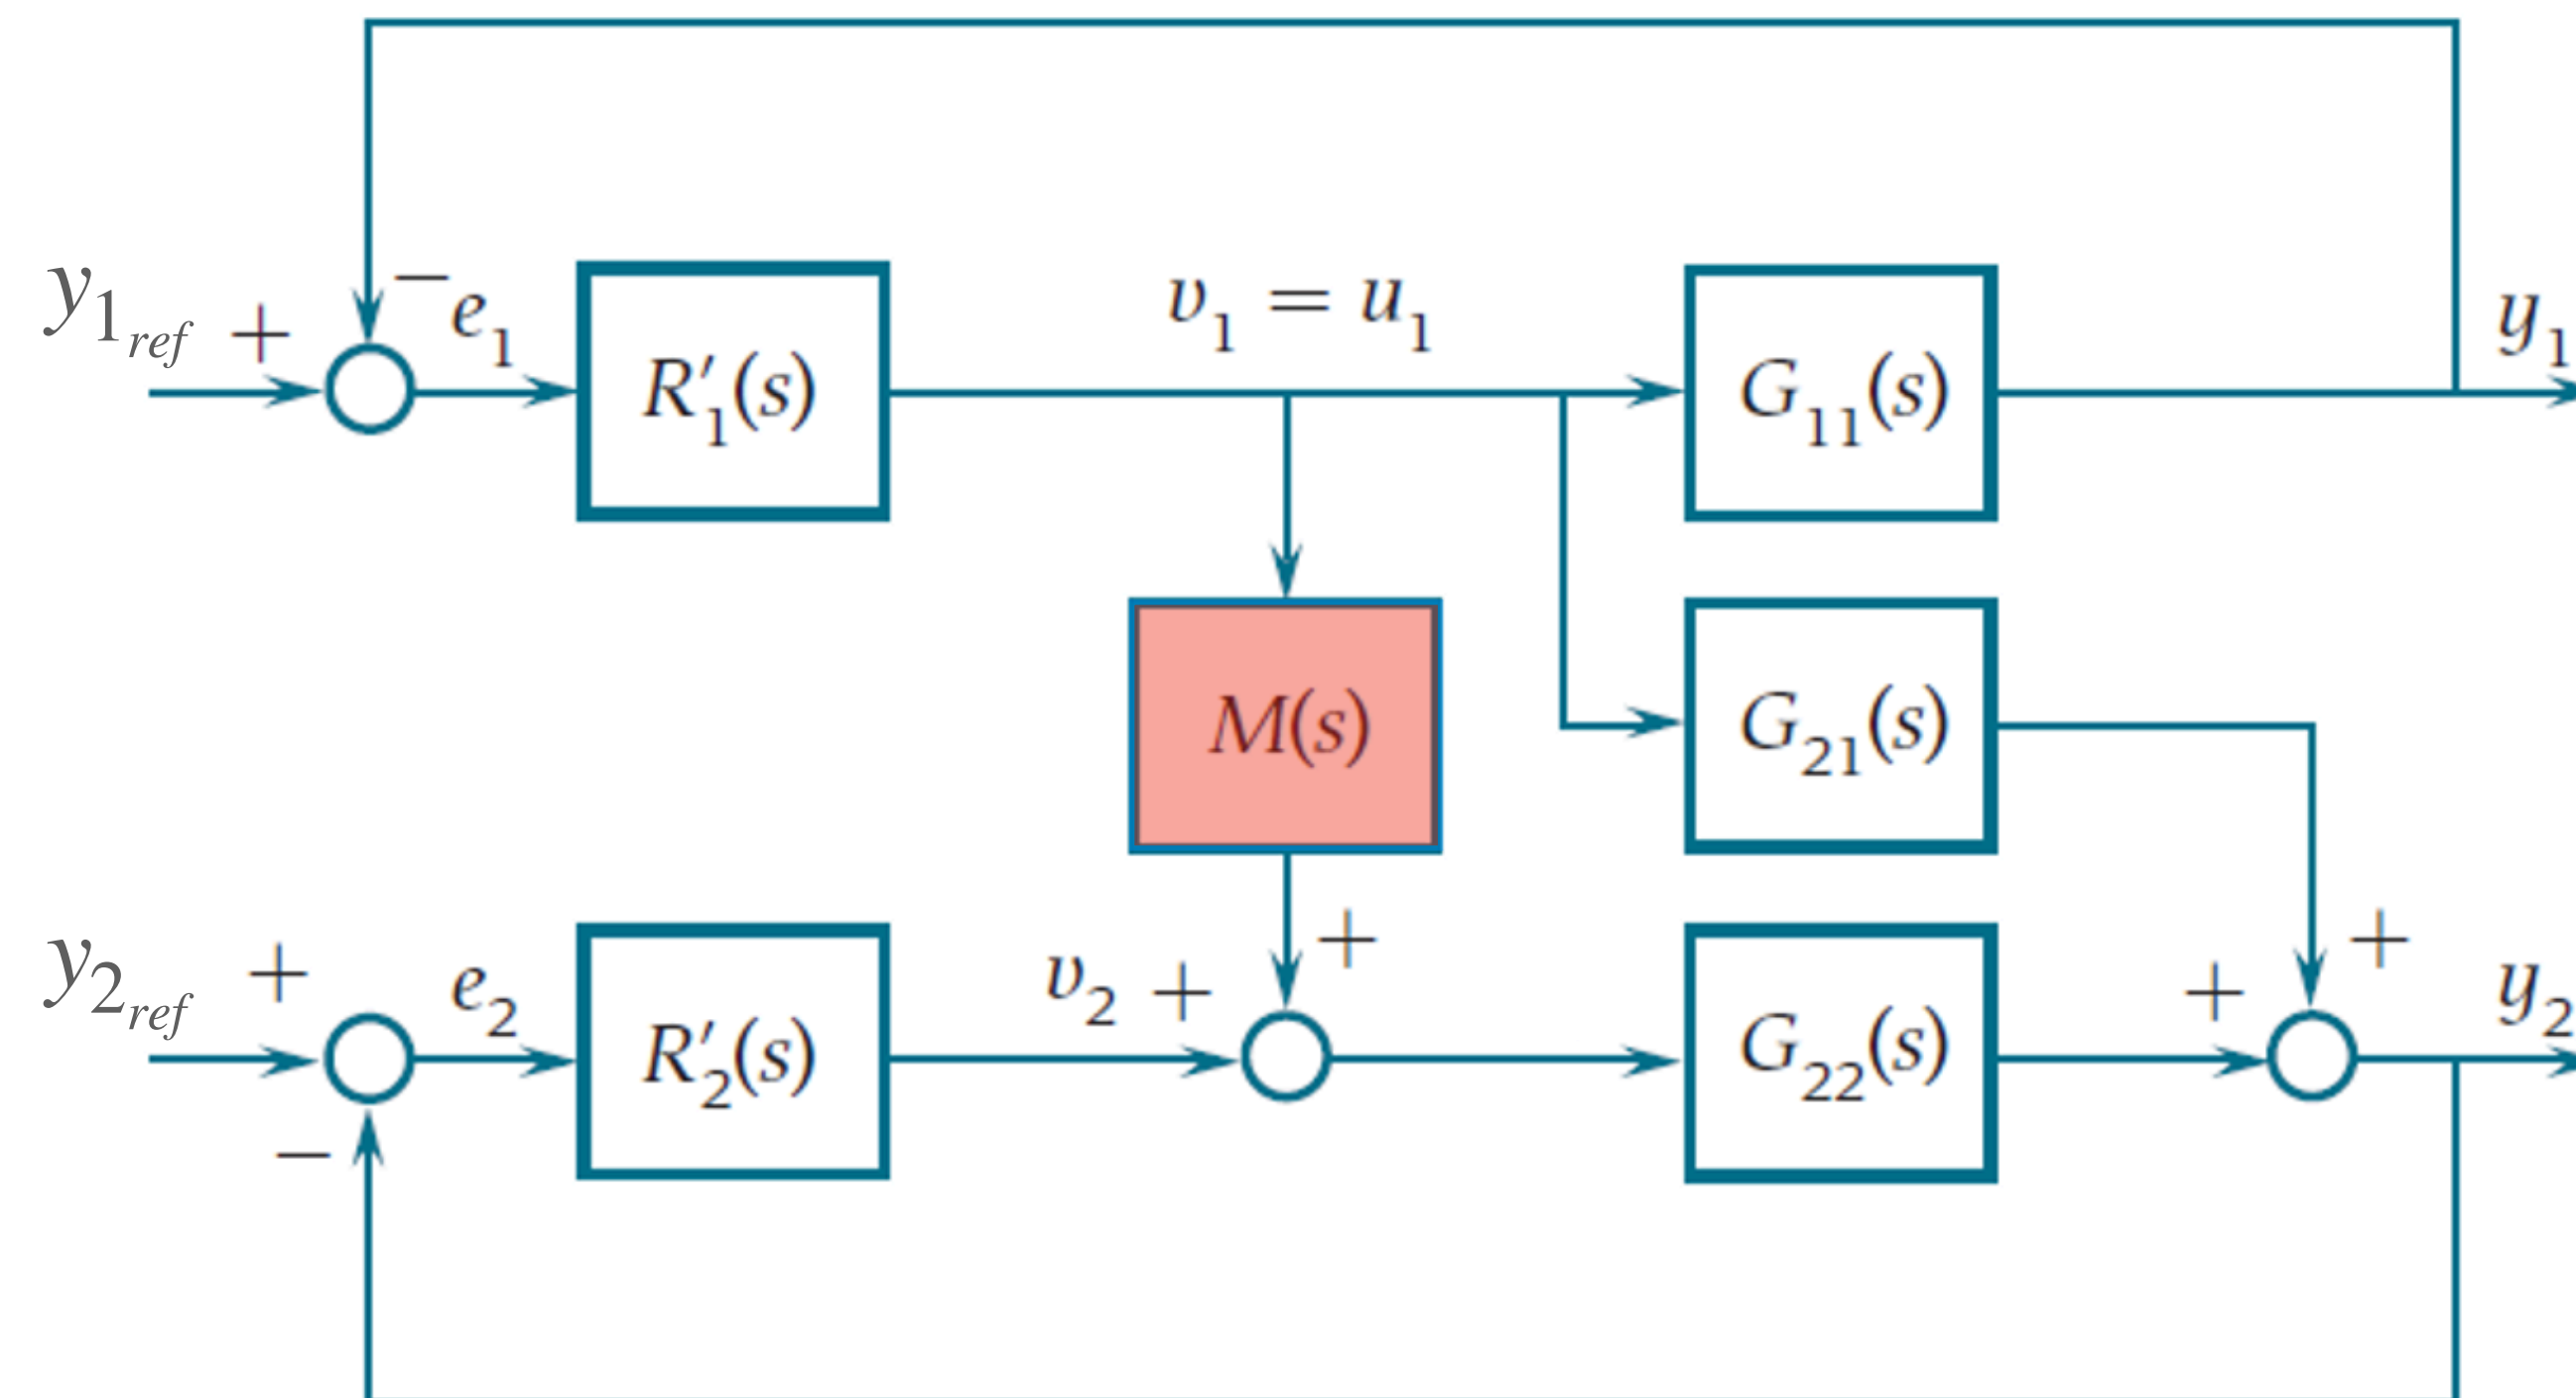 y1ref
+
−
e1
R′1(s)
v1 = u1
G11(s)
y1
M(s)
G21(s)
y2ref
+
−
e2
R′2(s)
v2
+
+
G22(s)
+
+
y2